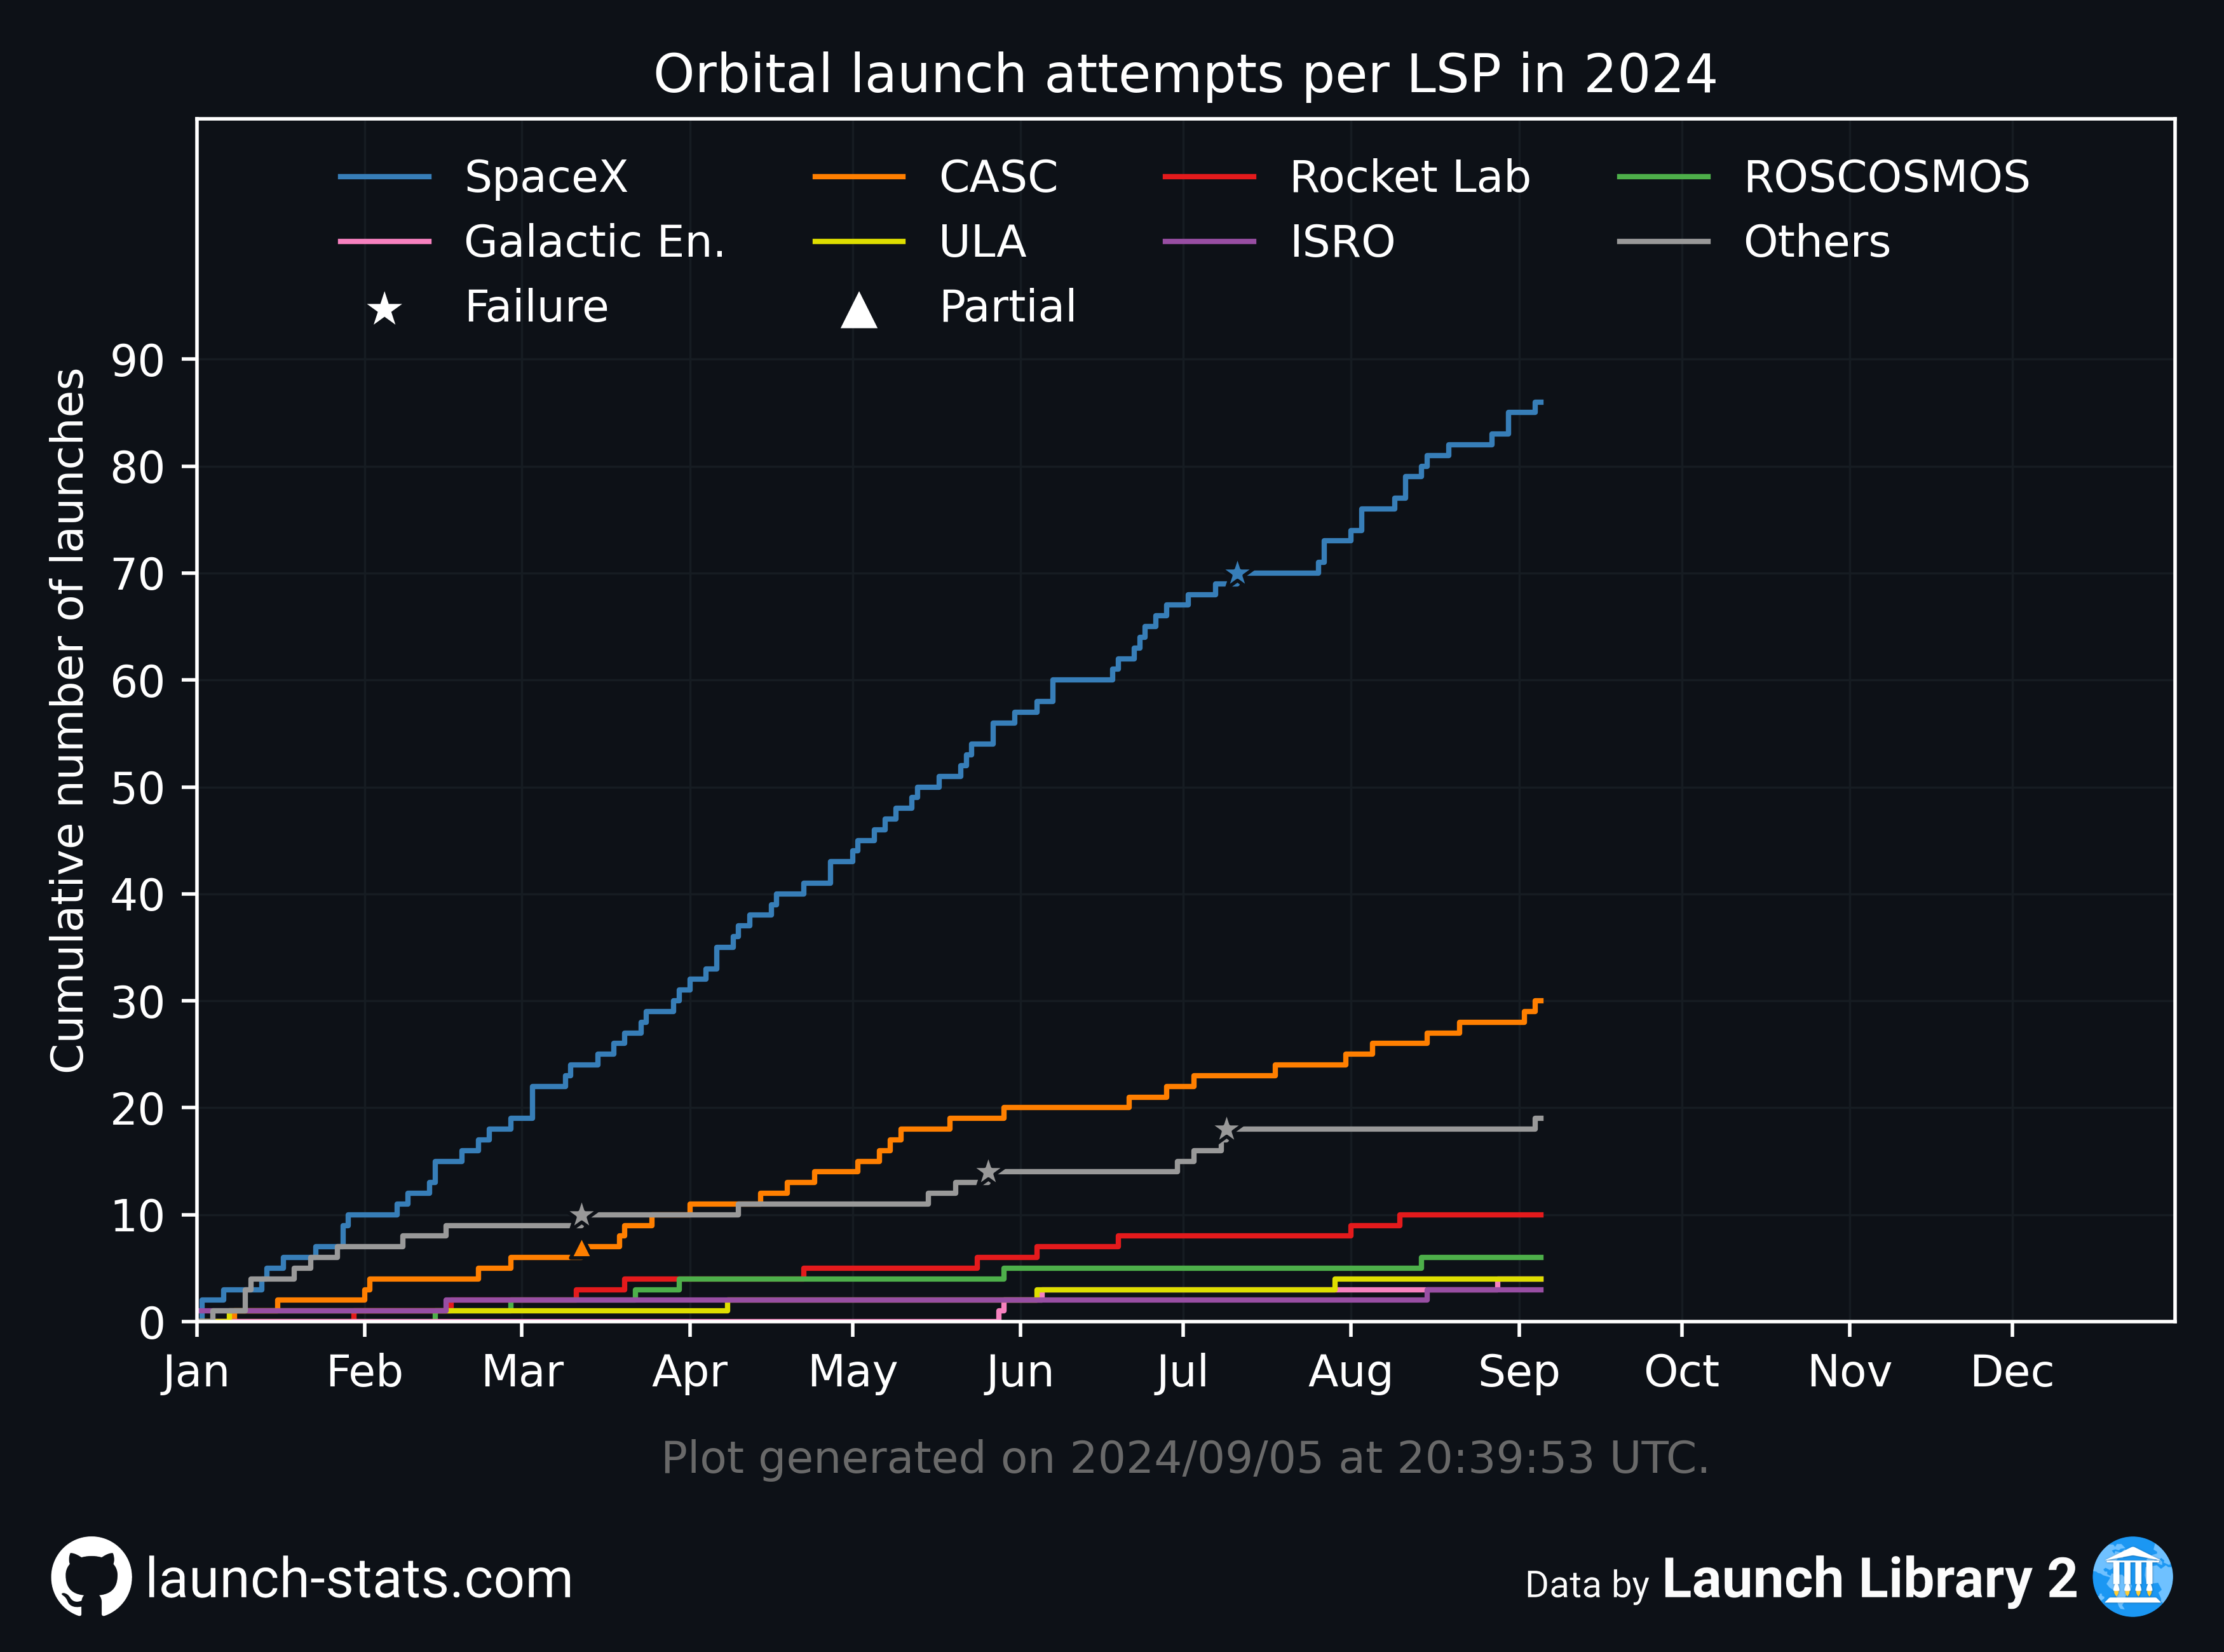 Orbital launch attempts per LSP in 2024
SpaceX CASC Rocket Lab ROSCOSMOS
Galactic En. ULA ISRO Others
Failure Partial
Cumulative number of launches
90
80
70
60
50
40
30
20
10
0
Jan Feb Mar Apr May Jun Jul Aug Sep Oct Nov Dec
Plot generated on 2024/09/05 at 20:39:53 UTC.
launch-stats.com
Data by Launch Library 2